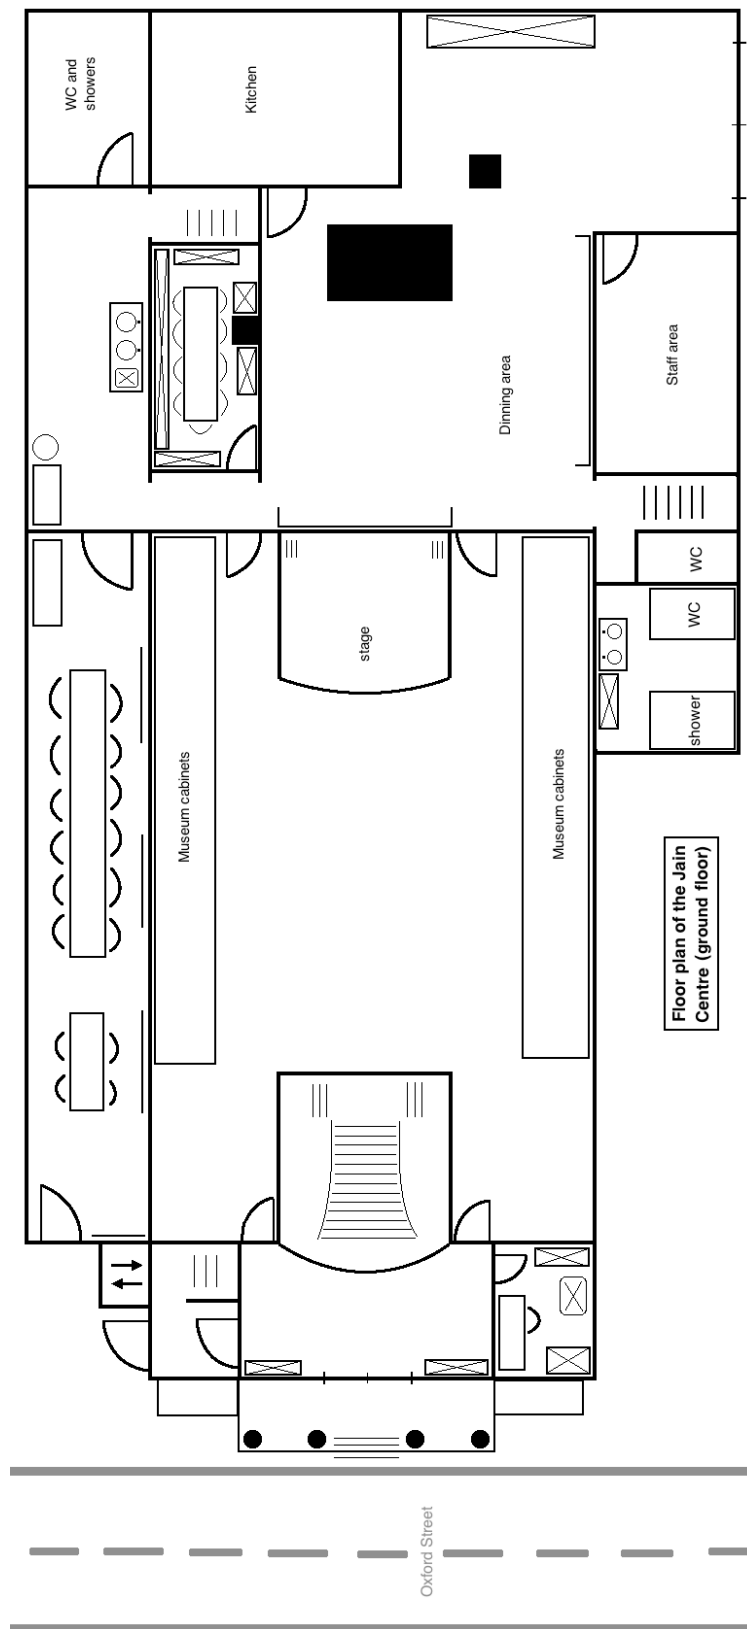 WC and
showers
Kitchen
Dinning area
Staff area
WC
WC
stage
shower
Museum cabinets
Museum cabinets
Floor plan of the Jain
Centre (ground floor)
Oxford Street